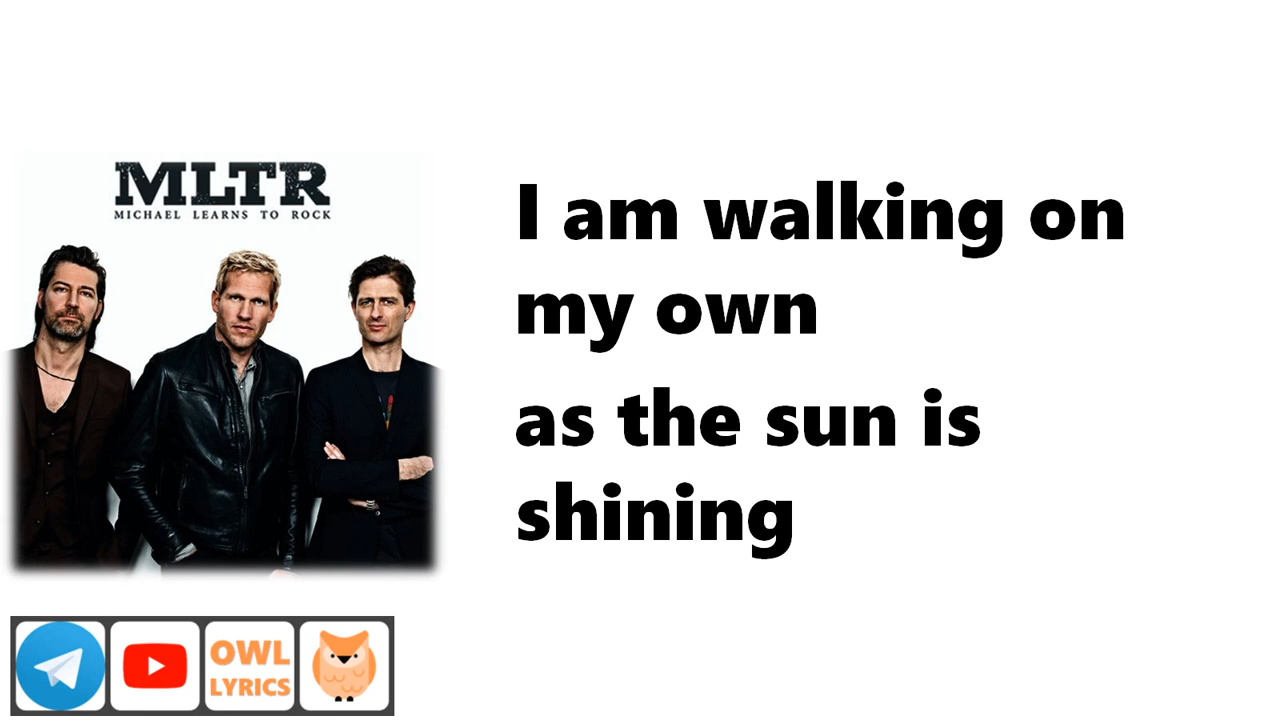 MLTR
MICHAEL LEARNS TO ROCK
I am walking on
my own
as the sun is
shining
OWL
LYRICS